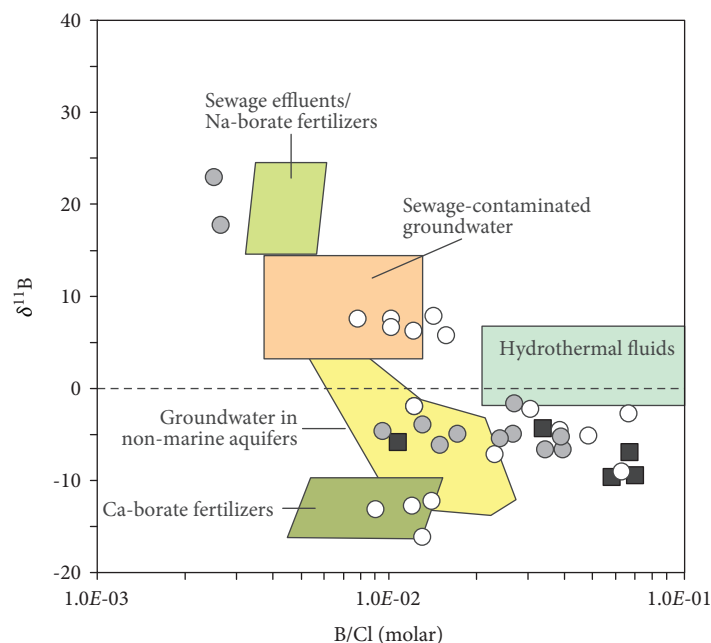 40
30
20
10
0
-10
-20
δ11B
Sewage effluents/
Na-borate fertilizers
Sewage-contaminated
groundwater
Hydrothermal fluids
Groundwater in
non-marine aquifers
Ca-borate fertilizers
1.0E-03
1.0E-02
1.0E-01
B/Cl (molar)